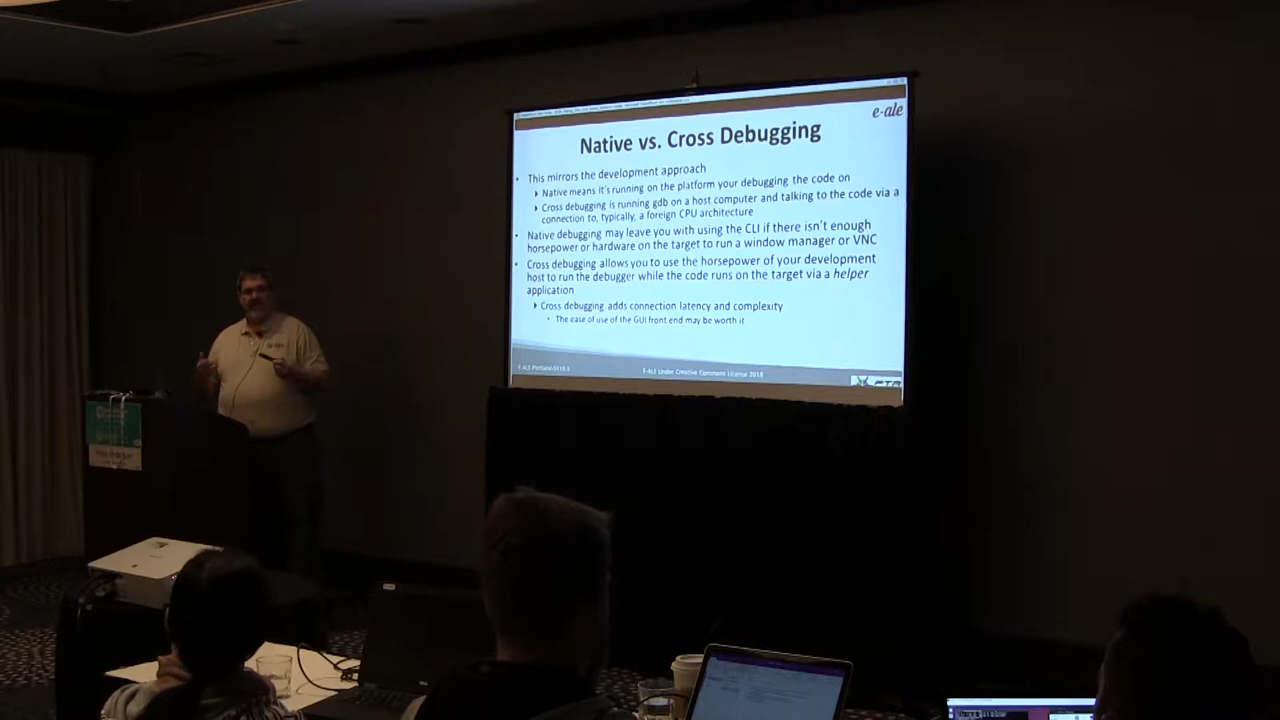 e-ale
Native vs. Cross Debugging
This mirrors the development approach
Native means it's running on the platform your debugging the code on
Cross debugging is running gdb on a host computer and talking to the code via a
connection to, typically, a foreign CPU architecture
Native debugging may leave you with using the CLI if there isn't enough
horsepower or hardware on the target to run a window manager or VNC
Cross debugging allows you to use the horsepower of your development
host to run the debugger while the code runs on the target via a helper
application
Cross debugging adds connection latency and complexity
The ease of use of the GUI front end may be worth it
E-ALE Under Creative Commons License 2018